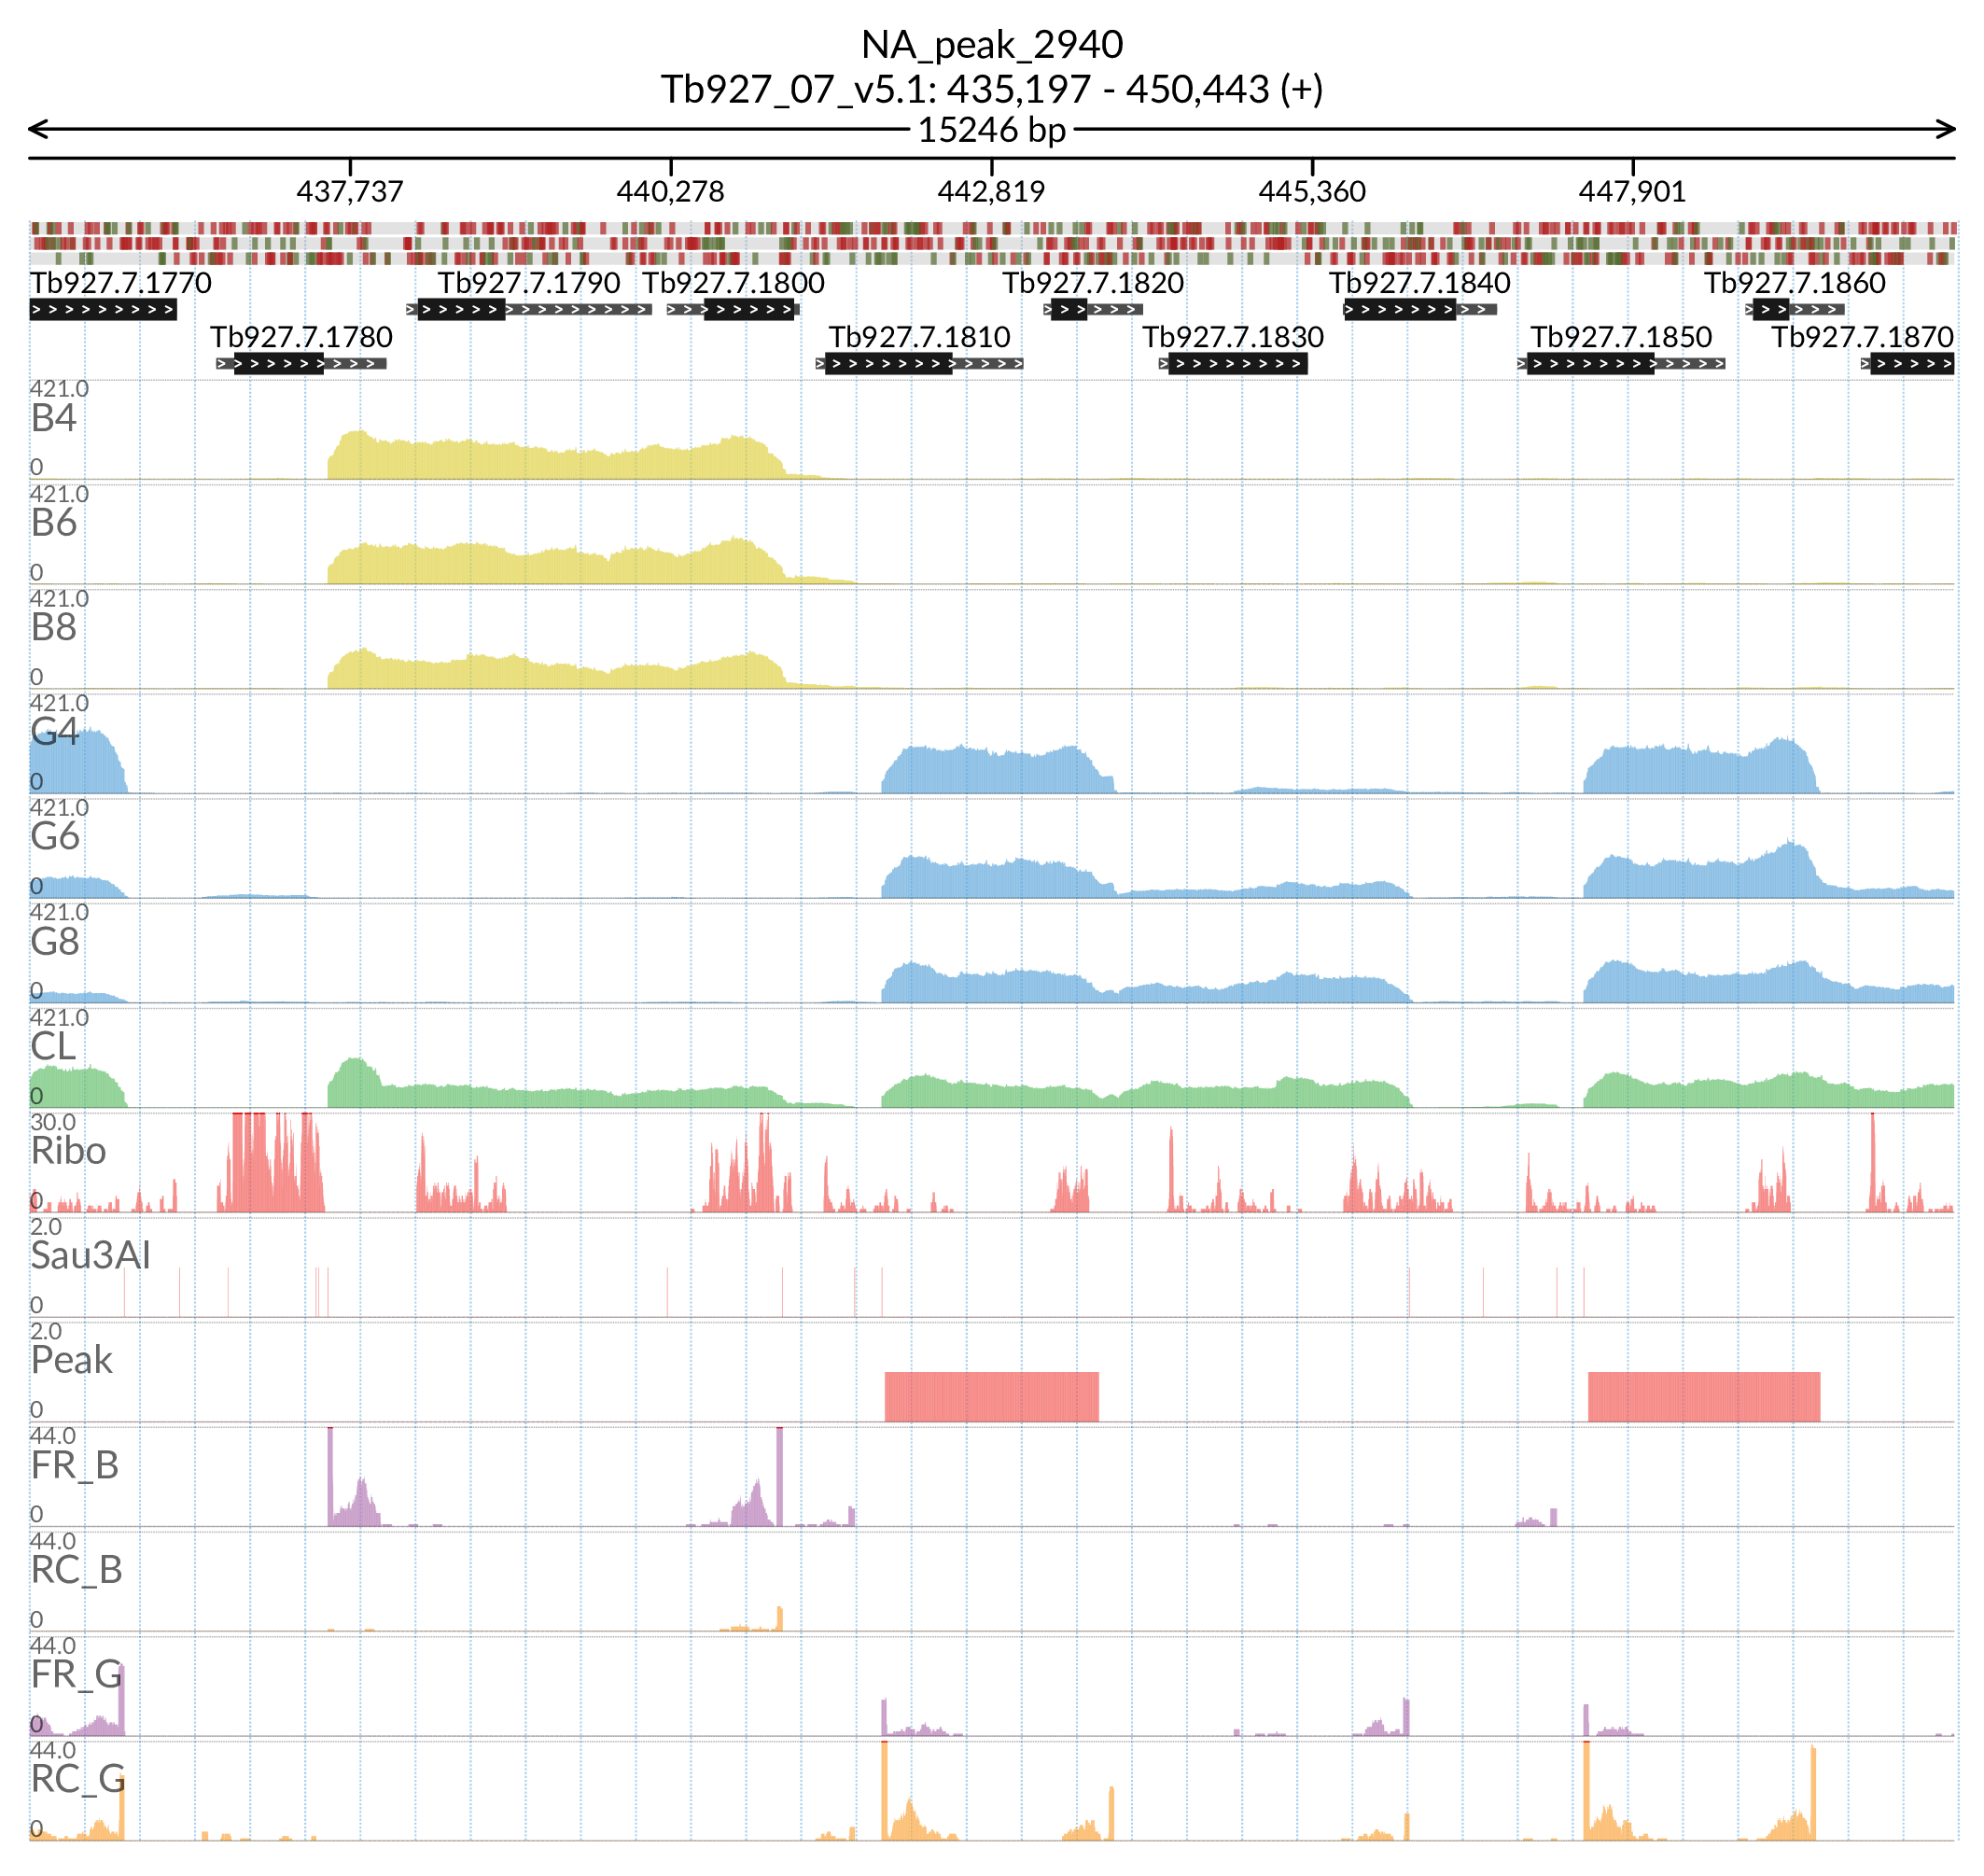 NA_peak_2940
Tb927_07_v5.1: 435,197 - 450,443 (+)
15246 bp
437,737 440,278 442,819 445,360 447,901
Tb927.7.1770 Tb927.7.1790 Tb927.7.1800 Tb927.7.1820 Tb927.7.1840 Tb927.7.1860
Tb927.7.1780 Tb927.7.1810 Tb927.7.1830 Tb927.7.1850 Tb927.7.1870
421.0
B4
0
421.0
B6
0
421.0
B8
0
421.0
G4
0
421.0
G6
0
421.0
G8
0
421.0
CL
0
30.0
Ribo
0
2.0
Sau3AI
0
2.0
Peak
0
44.0
FR_B
0
44.0
RC_B
0
44.0
FR_G
0
44.0
RC_G
0